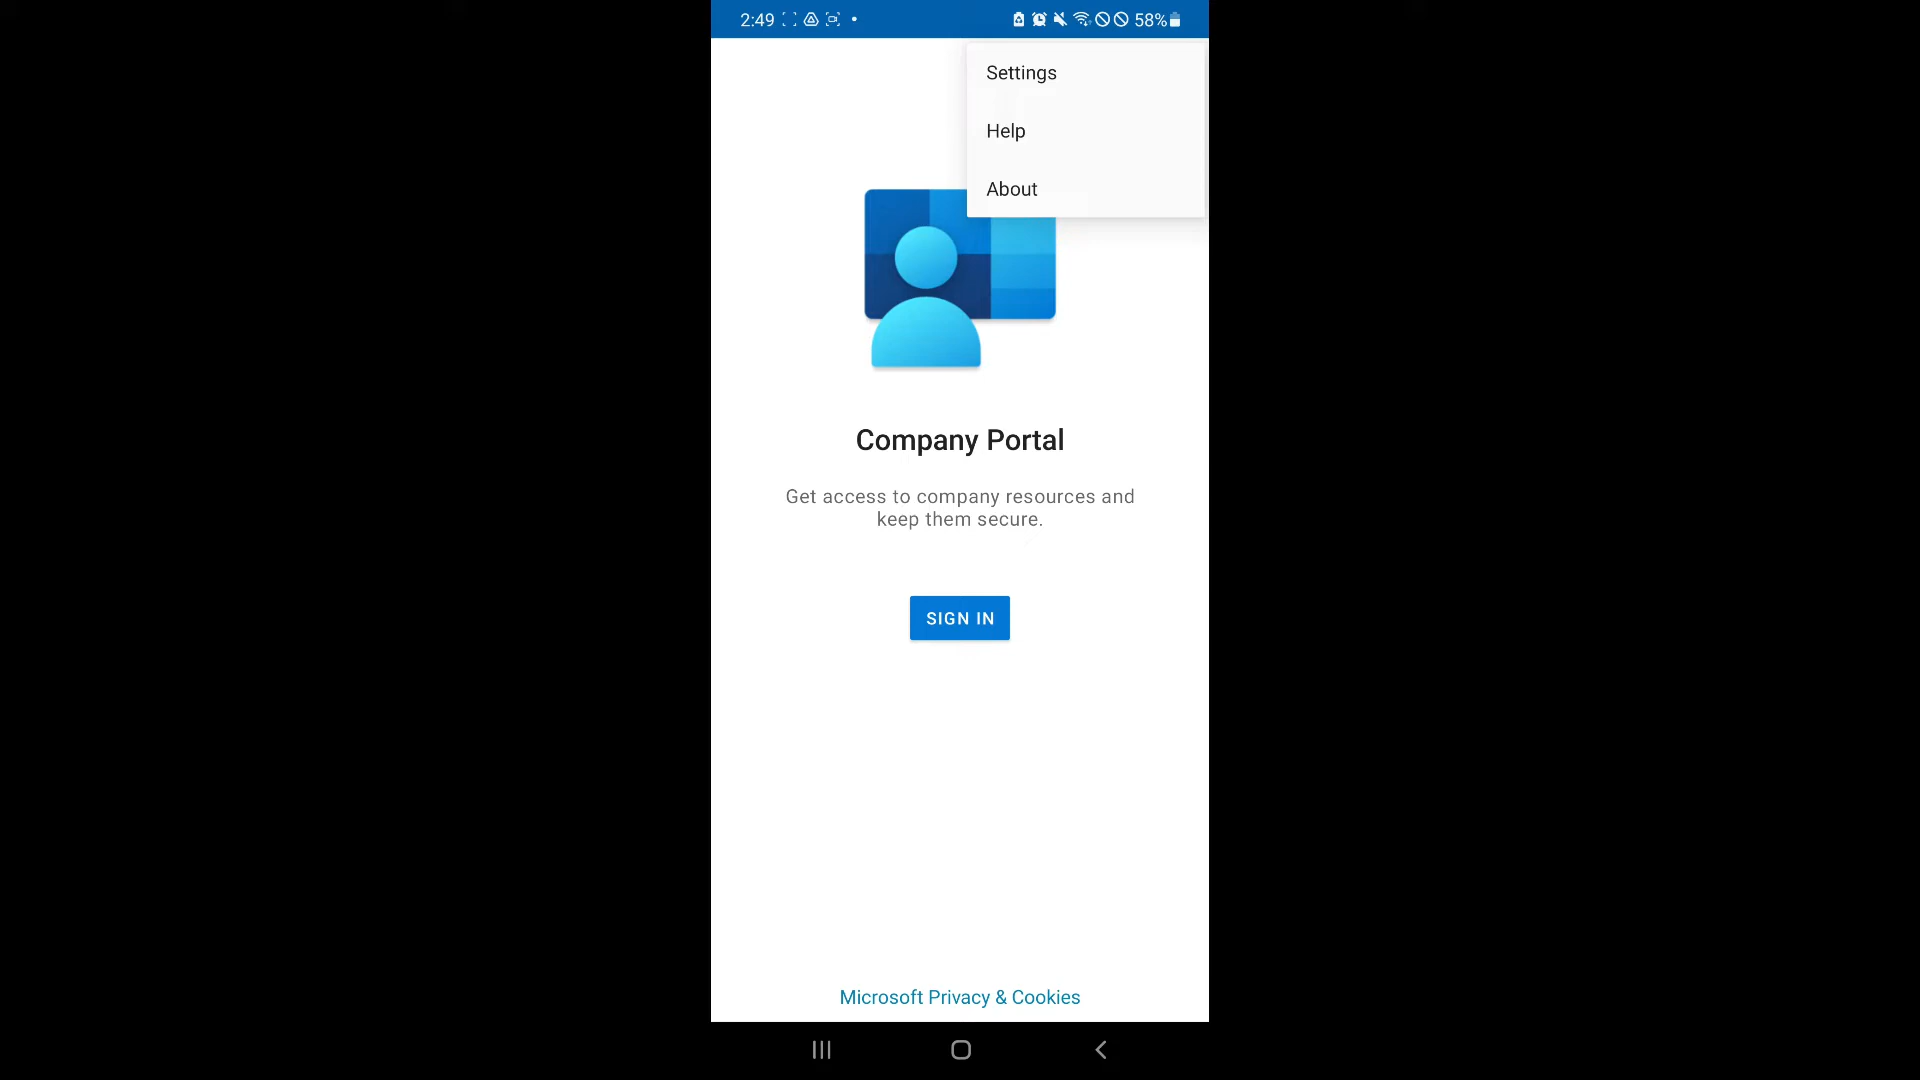 2:49
58%
Settings
Help
About
Company Portal
Get access to company resources and
keep them secure.
SIGN IN
Microsoft Privacy & Cookies